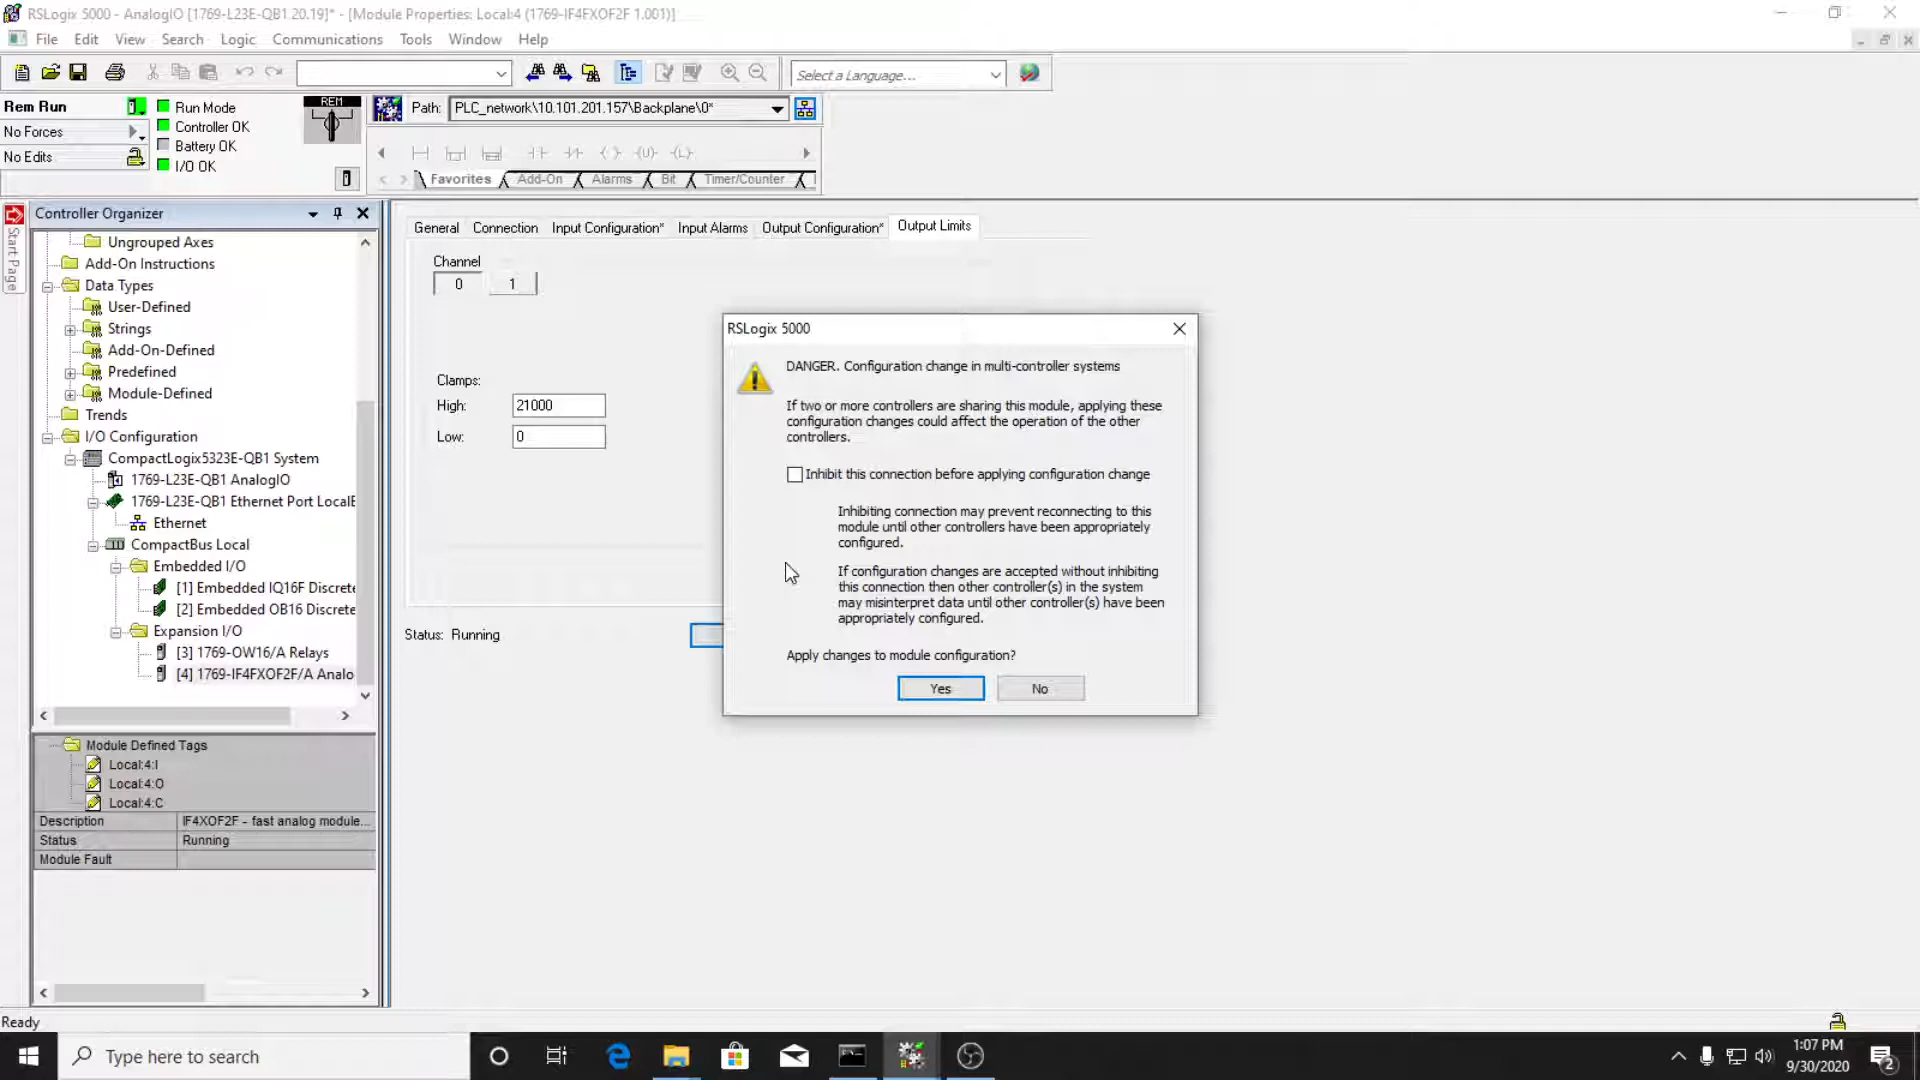 RSLogix 5000 - AnalogIO [1769-L23E-QB1 20.19]* - [Module Properties: Local:4 (1769-IF4FXOF2F 1.001)]
File Edit View Search Logic Communications Tools Window Help
Select a Language...
Rem Run
No Forces
No Edits
Run Mode
Controller OK
Battery OK
I/O OK
REM
Path: PLC_network\10.101.201.157\Backplane\0*
Favorites Add-On Alarms Bit Timer/Counter
Start Page
Controller Organizer
Ungrouped Axes
Add-On Instructions
Data Types
User-Defined
Strings
Add-On-Defined
Predefined
Module-Defined
Trends
I/O Configuration
CompactLogix5323E-QB1 System
1769-L23E-QB1 AnalogIO
1769-L23E-QB1 Ethernet Port LocalE
Ethernet
CompactBus Local
Embedded I/O
[1] Embedded IQ16F Discrete
[2] Embedded OB16 Discrete
Expansion I/O
[3] 1769-OW16/A Relays
[4] 1769-IF4FXOF2F/A Analo
Module Defined Tags
Local:4:I
Local:4:O
Local:4:C
Description IF4XOF2F - fast analog module...
Status Running
Module Fault
General Connection Input Configuration* Input Alarms Output Configuration* Output Limits
Channel
0 1
Clamps:
High: 21000
Low: 0
Status: Running
RSLogix 5000
DANGER. Configuration change in multi-controller systems
If two or more controllers are sharing this module, applying these
configuration changes could affect the operation of the other
controllers.
Inhibit this connection before applying configuration change
Inhibiting connection may prevent reconnecting to this
module until other controllers have been appropriately
configured.
If configuration changes are accepted without inhibiting
this connection then other controller(s) in the system
may misinterpret data until other controller(s) have been
appropriately configured.
Apply changes to module configuration?
Yes No
Ready
Type here to search
1:07 PM
9/30/2020
2